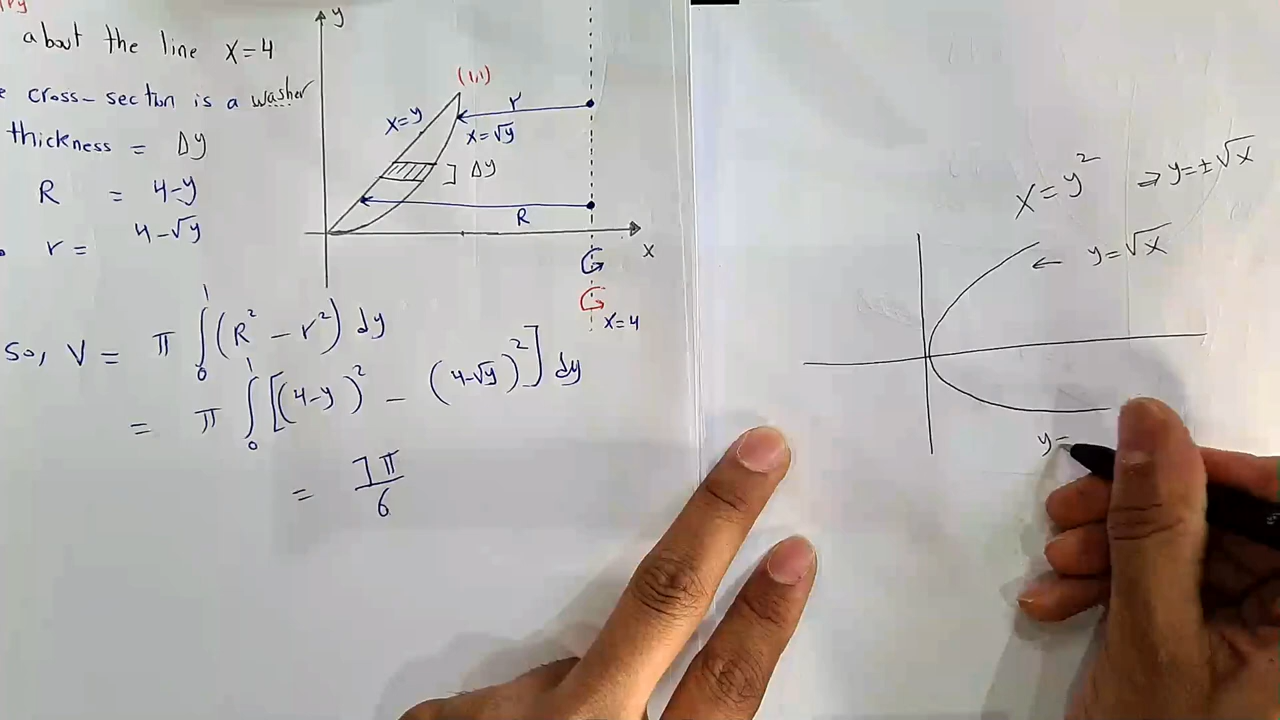 about the line x=4
cross-section is a washer
thickness = Δy
R = 4-y
r = 4-√y
So, V = π ∫₀¹ (R² - r²) dy
= π ∫₀¹ [(4-y)² - (4-√y)²] dy
= 7π/6
y
(1,1)
x=y
r
x=√y
Δy
R
x
x=4
x=y² ⇒ y=±√x
← y=√x
y=